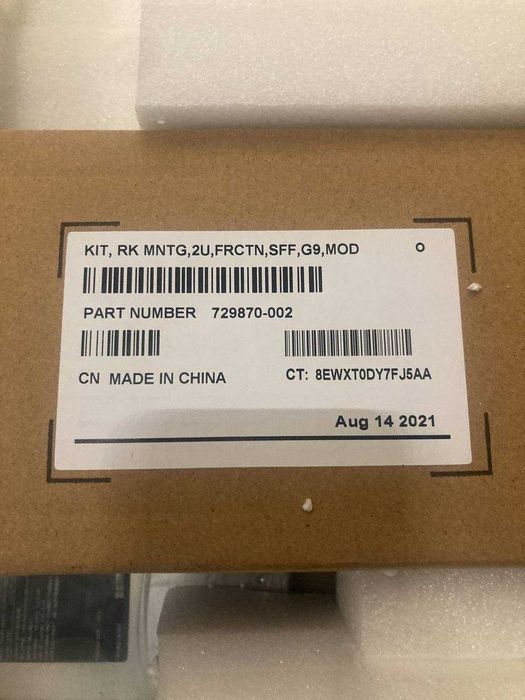 KIT, RK MNTG,2U,FRCTN,SFF,G9,MOD O
PART NUMBER 729870-002
CN MADE IN CHINA CT: 8EWXT0DY7FJ5AA
Aug 14 2021